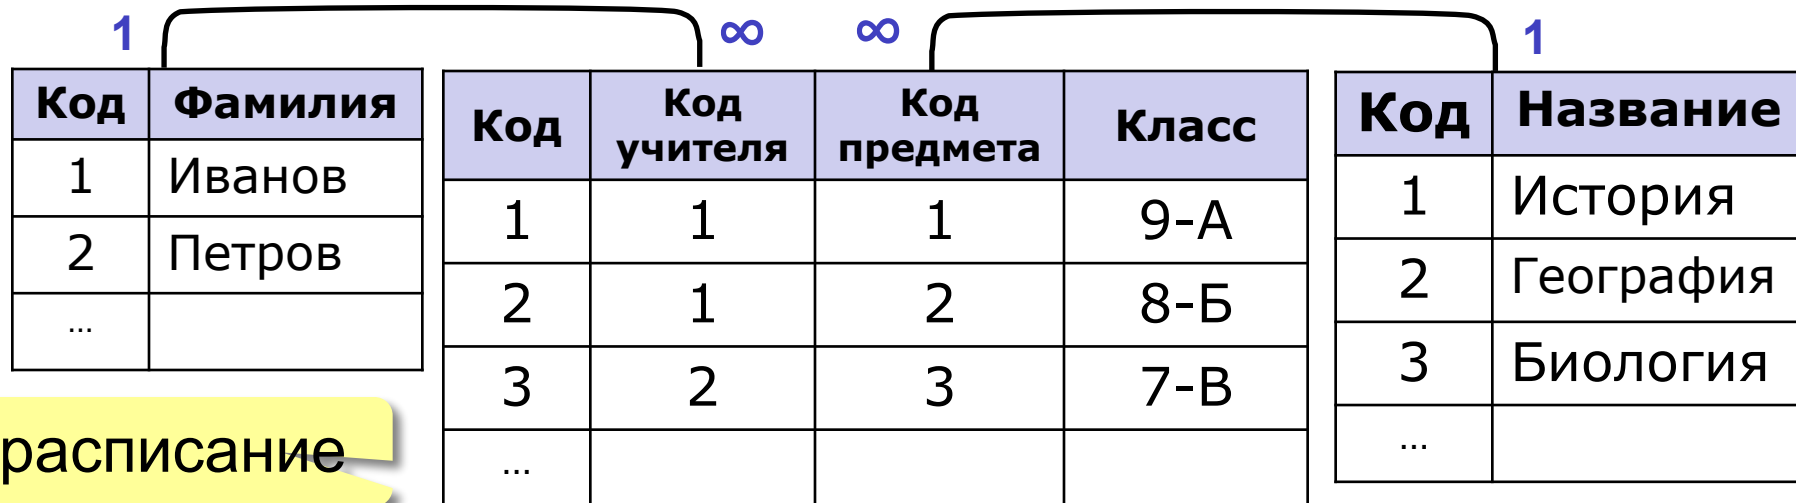 1 ∞ ∞ 1
Код Фамилия
1 Иванов
2 Петров
...
Код Код учителя Код предмета Класс
1 1 1 9-А
2 1 2 8-Б
3 2 3 7-В
...
Код Название
1 История
2 География
3 Биология
...
расписание